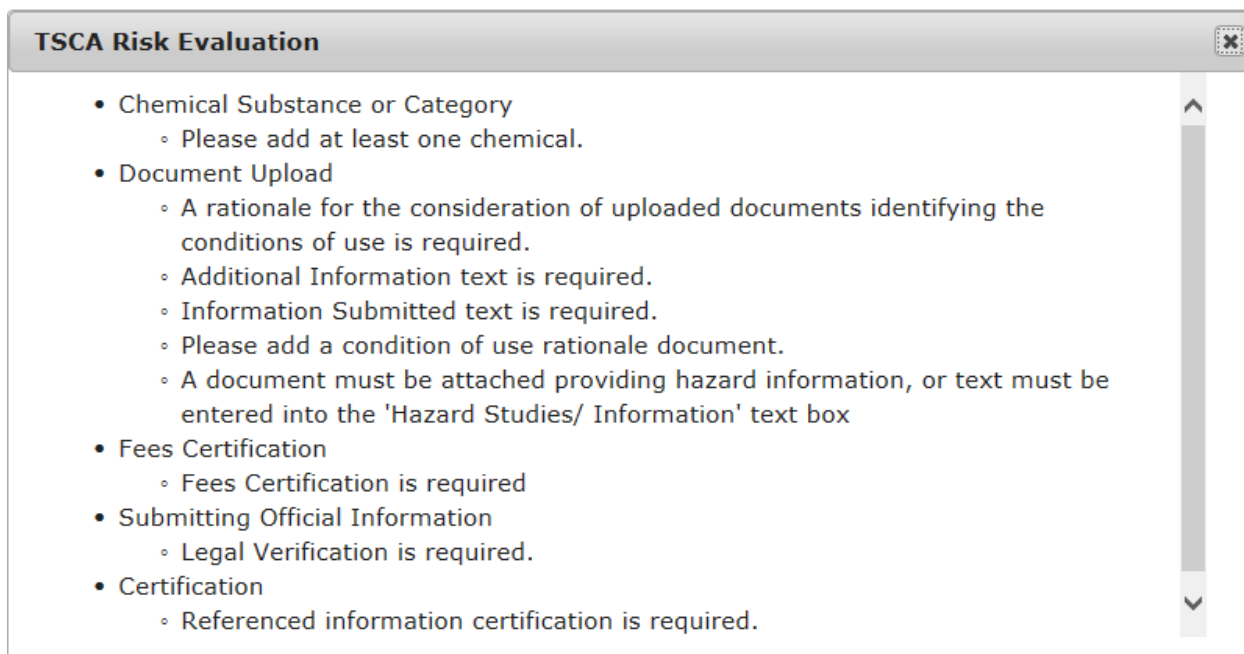 TSCA Risk Evaluation
• Chemical Substance or Category
◦ Please add at least one chemical.
• Document Upload
◦ A rationale for the consideration of uploaded documents identifying the
conditions of use is required.
◦ Additional Information text is required.
◦ Information Submitted text is required.
◦ Please add a condition of use rationale document.
◦ A document must be attached providing hazard information, or text must be
entered into the 'Hazard Studies/ Information' text box
• Fees Certification
◦ Fees Certification is required
• Submitting Official Information
◦ Legal Verification is required.
• Certification
◦ Referenced information certification is required.